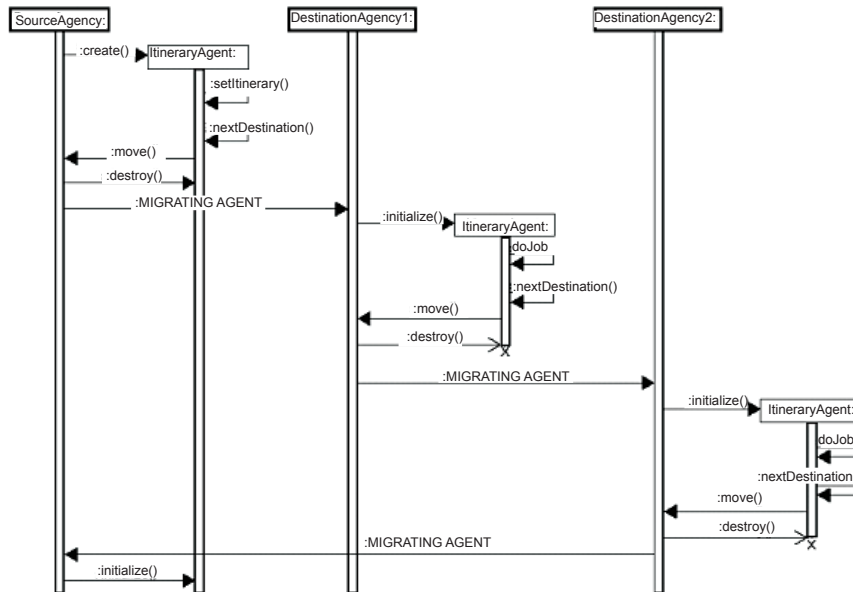 SourceAgency:
DestinationAgency1:
DestinationAgency2:
:create()
ItineraryAgent:
:setItinerary()
:nextDestination()
:move()
:destroy()
:MIGRATING AGENT
:initialize()
ItineraryAgent:
doJob
:nextDestination()
:move()
:destroy()
x
:MIGRATING AGENT
:initialize()
ItineraryAgent:
doJob
:nextDestination
:move()
:destroy()
x
:MIGRATING AGENT
:initialize()